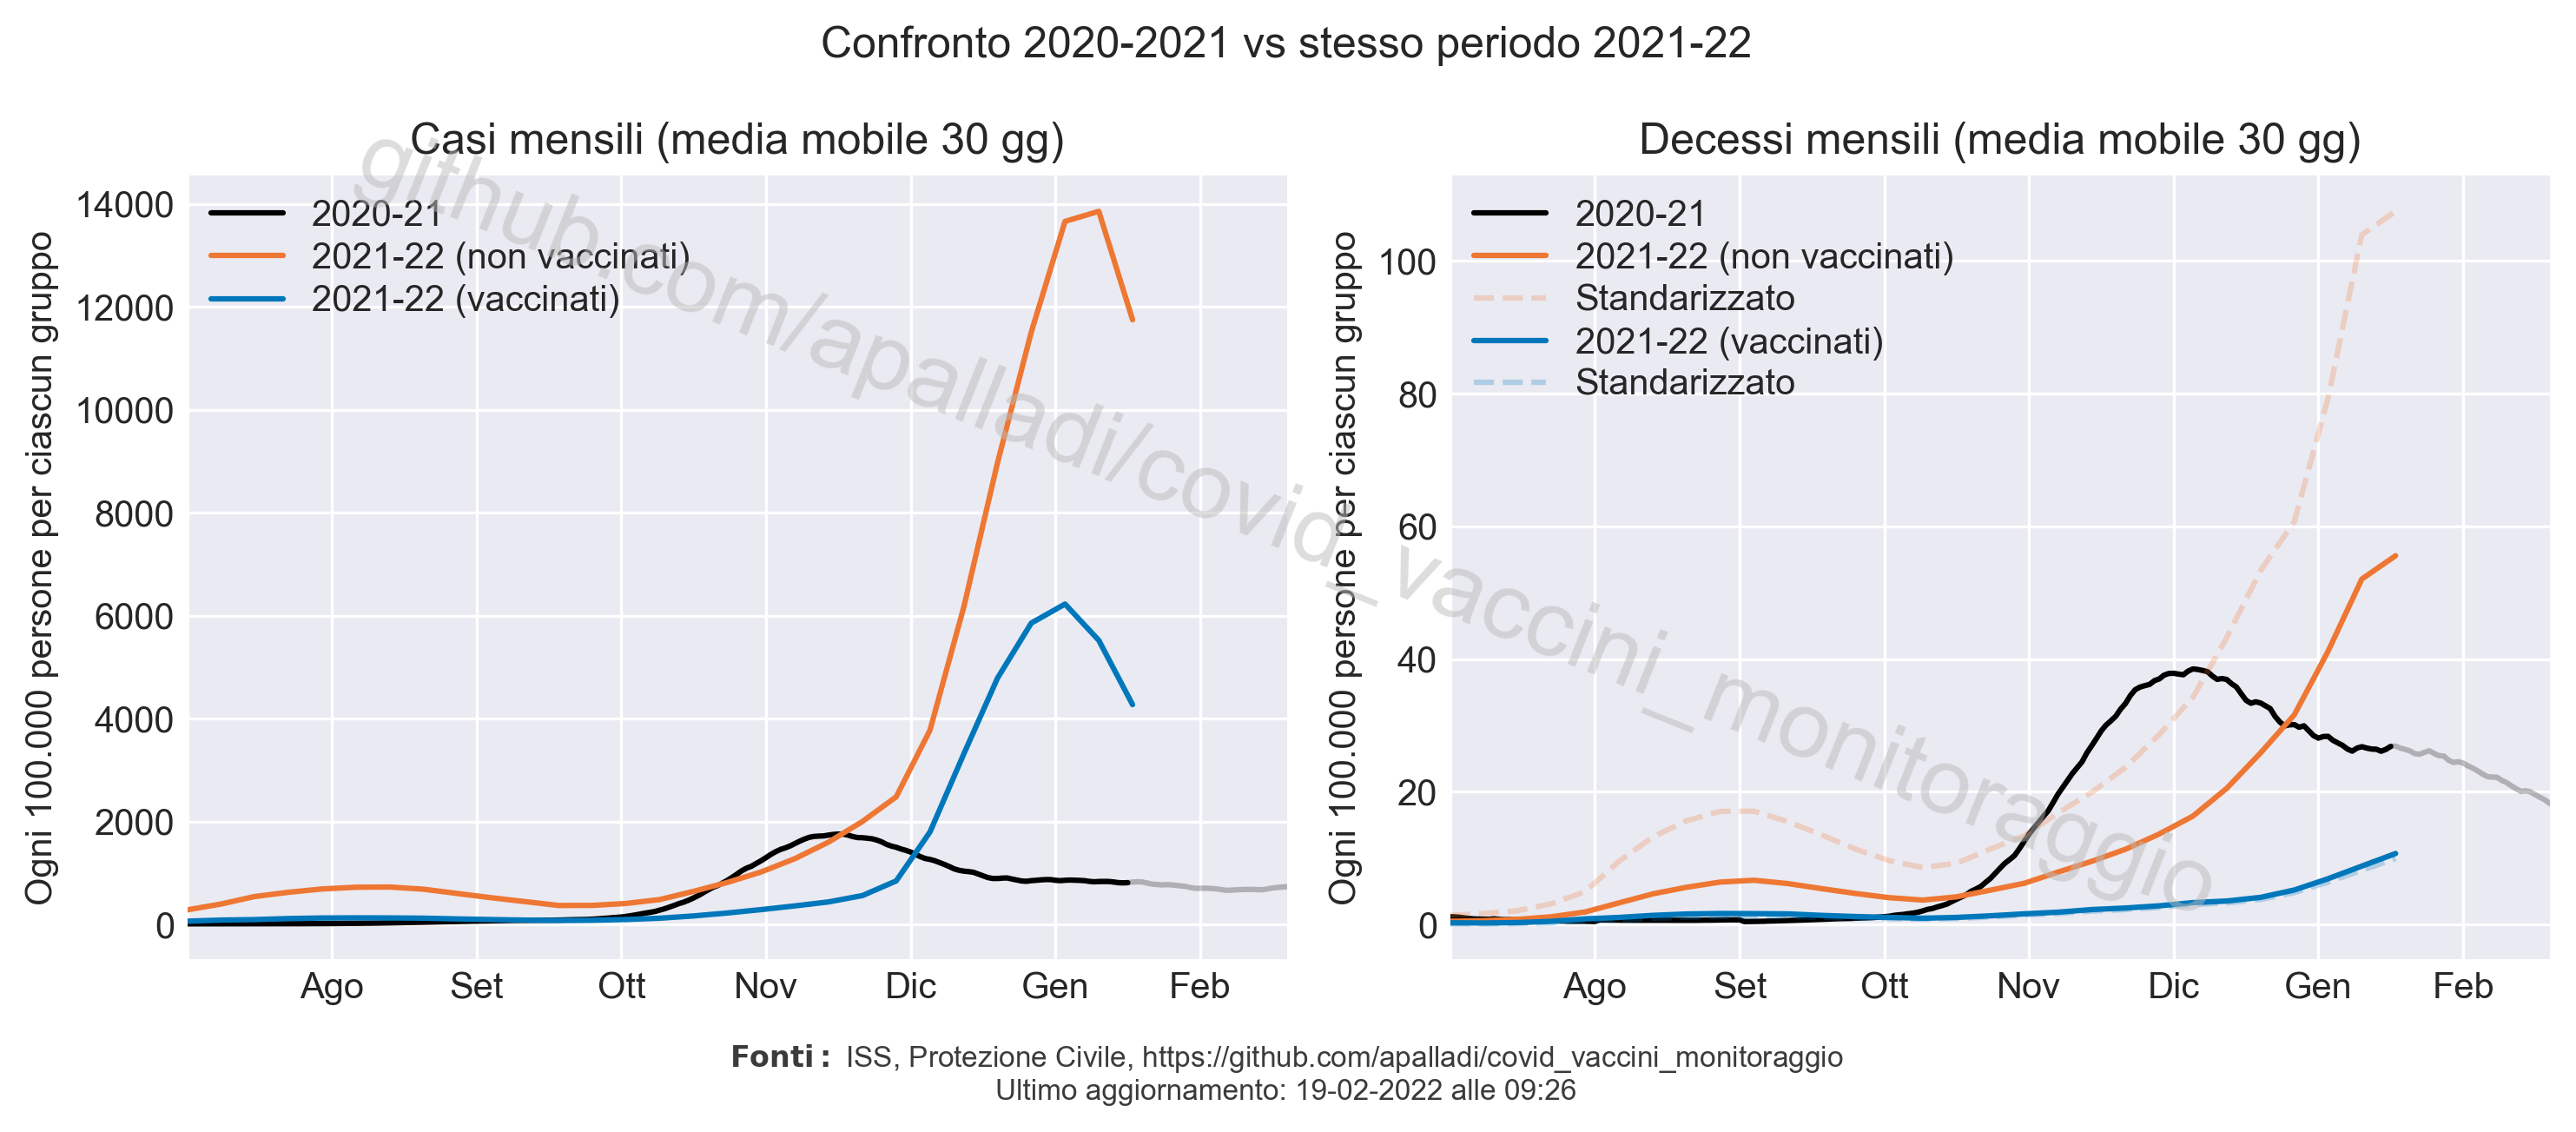 Confronto 2020-2021 vs stesso periodo 2021-22
Casi mensili (media mobile 30 gg)
Ogni 100.000 persone per ciascun gruppo
14000
12000
10000
8000
6000
4000
2000
0
2020-21
2021-22 (non vaccinati)
2021-22 (vaccinati)
Ago Set Ott Nov Dic Gen Feb
Decessi mensili (media mobile 30 gg)
Ogni 100.000 persone per ciascun gruppo
100
80
60
40
20
0
2020-21
2021-22 (non vaccinati)
Standarizzato
2021-22 (vaccinati)
Standarizzato
Ago Set Ott Nov Dic Gen Feb
github.com/apalladi/covid_vaccini_monitoraggio
Fonti: ISS, Protezione Civile, https://github.com/apalladi/covid_vaccini_monitoraggio
Ultimo aggiornamento: 19-02-2022 alle 09:26